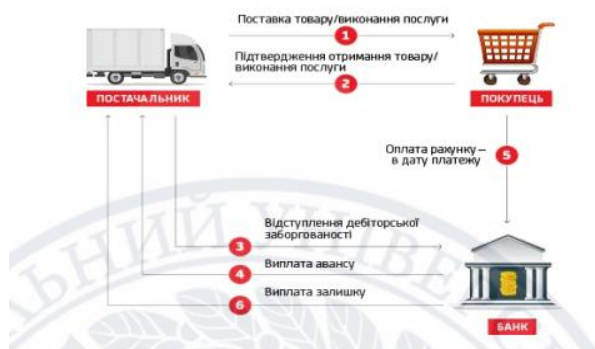 Поставка товару/виконання послуги
1
Підтвердження отримання товару/
виконання послуги
2
ПОСТАЧАЛЬНИК
ПОКУПЕЦЬ
Оплата рахунку –
в дату платежу
5
Відступлення дебіторської
заборгованості
3
Виплата авансу
4
Виплата залишку
6
БАНК